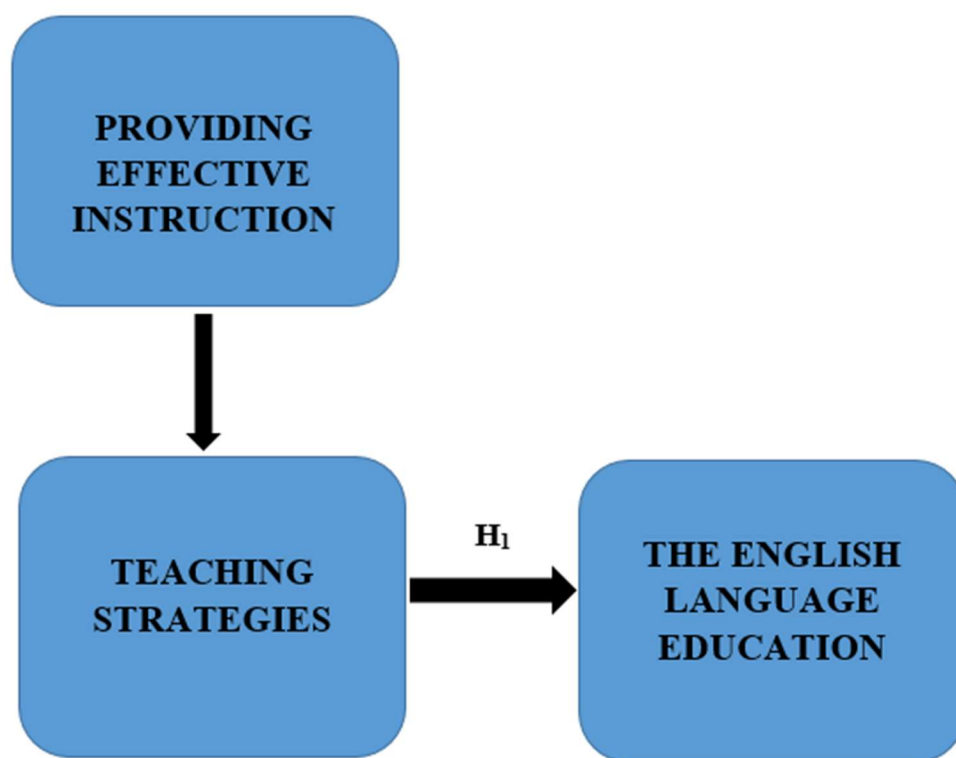 PROVIDING
EFFECTIVE
INSTRUCTION
TEACHING
STRATEGIES
H₁
THE ENGLISH
LANGUAGE
EDUCATION